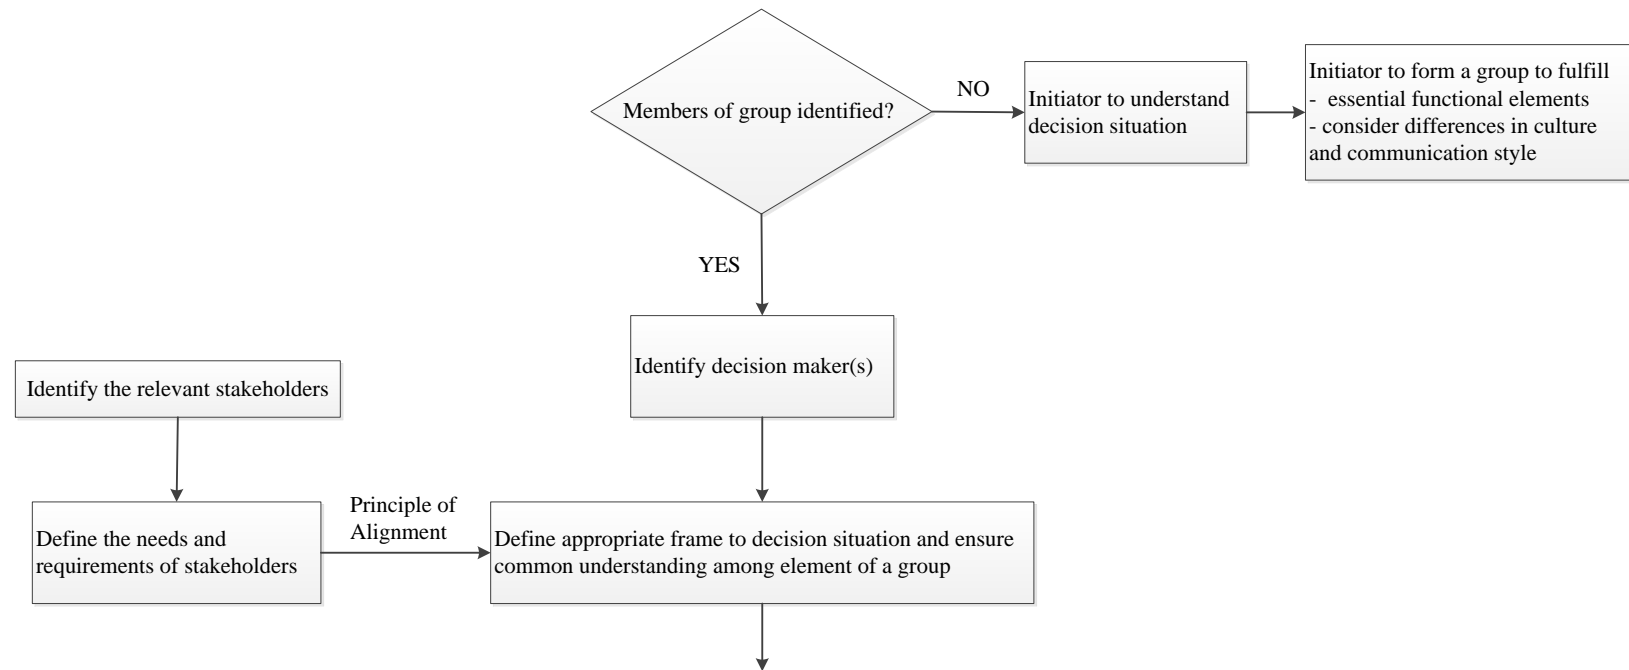 Members of group identified?
NO
Initiator to understand
decision situation
Initiator to form a group to fulfill
- essential functional elements
- consider differences in culture
and communication style
YES
Identify decision maker(s)
Identify the relevant stakeholders
Define the needs and
requirements of stakeholders
Principle of
Alignment
Define appropriate frame to decision situation and ensure
common understanding among element of a group